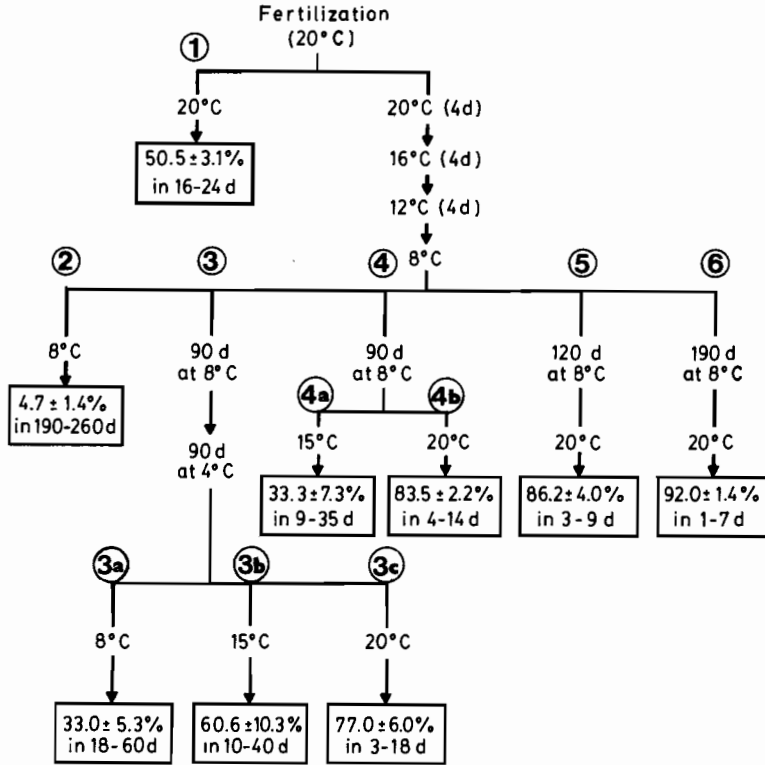 Fertilization
(20°C)
①
20°C
20°C (4d)
50.5±3.1%
in 16-24 d
16°C (4d)
12°C (4d)
8°C
②
③
④
⑤
⑥
8°C
90 d
at 8°C
90 d
at 8°C
120 d
at 8°C
190 d
at 8°C
4.7 ± 1.4%
in 190-260 d
4a
4b
90 d
at 4°C
15°C
20°C
20°C
20°C
33.3±7.3%
in 9-35 d
83.5±2.2%
in 4-14 d
86.2±4.0%
in 3-9 d
92.0±1.4%
in 1-7 d
3a
3b
3c
8°C
15°C
20°C
33.0± 5.3%
in 18-60 d
60.6±10.3%
in 10-40 d
77.0±6.0%
in 3-18 d